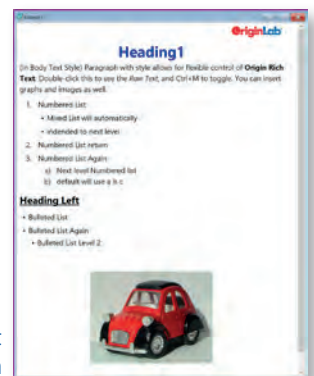 OriginLab
Heading1
(In Body Text Style) Paragraph with style allows for flexible control of Origin Rich
Text. Double-click this to see the Raw Text, and Ctrl+M to toggle. You can insert
graphs and images as well.
1. Numbered List
• Mixed List will automatically
• indended to next level
2. Numbered List return
3. Numbered List Again
a) Next level Numbered list
b) default will use a b c
Heading Left
• Bulleted List
• Bulleted List Again
• Bulleted List Level 2